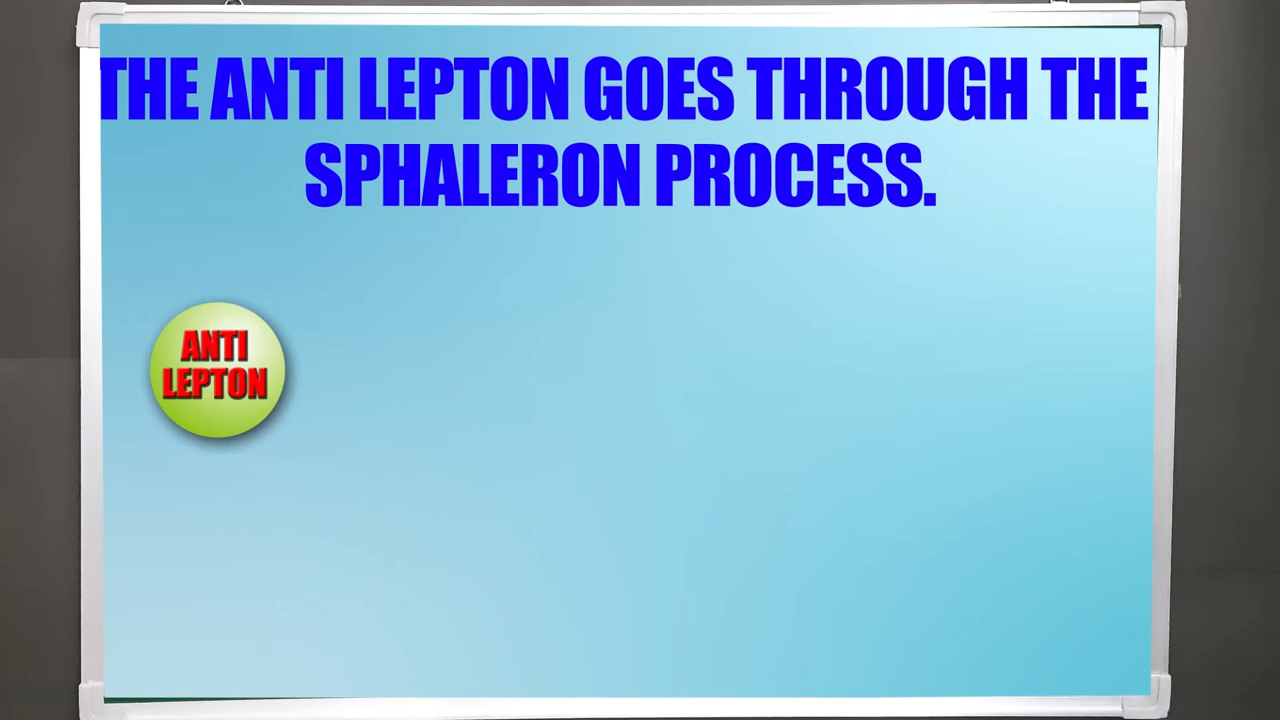 THE ANTI LEPTON GOES THROUGH THE
SPHALERON PROCESS.
ANTI
LEPTON